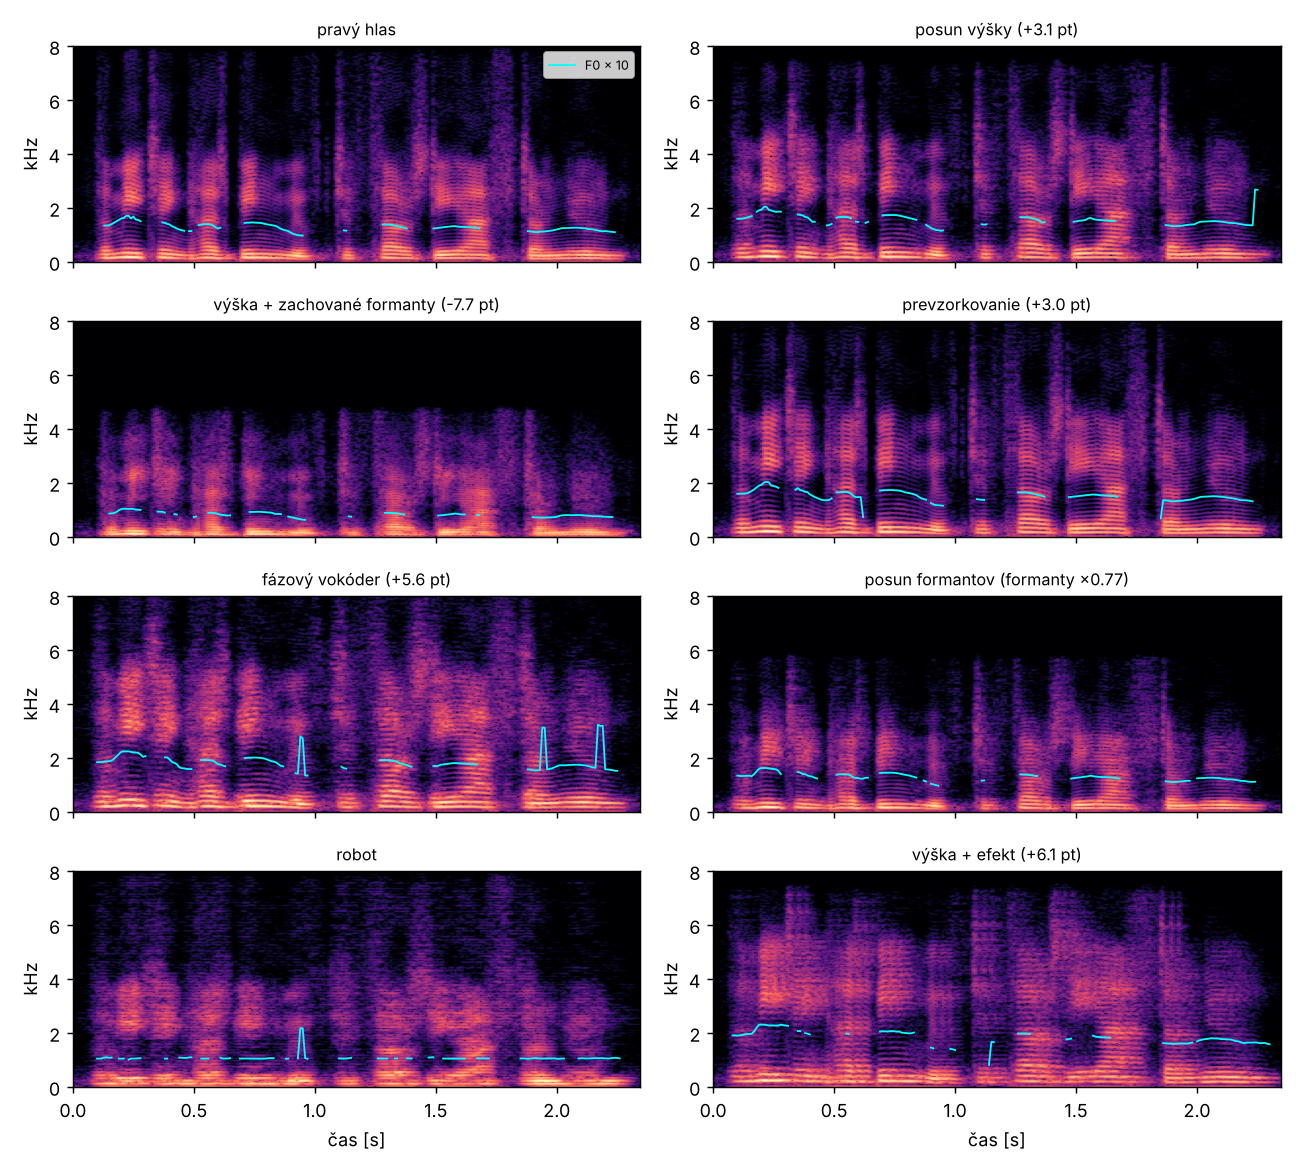 pravý hlas
F0 × 10
kHz
8
6
4
2
0
posun výšky (+3.1 pt)
kHz
8
6
4
2
0
výška + zachované formanty (-7.7 pt)
kHz
8
6
4
2
0
prevzorkovanie (+3.0 pt)
kHz
8
6
4
2
0
fázový vokóder (+5.6 pt)
kHz
8
6
4
2
0
posun formantov (formanty ×0.77)
kHz
8
6
4
2
0
robot
kHz
8
6
4
2
0
0.0 0.5 1.0 1.5 2.0
čas [s]
výška + efekt (+6.1 pt)
kHz
8
6
4
2
0
0.0 0.5 1.0 1.5 2.0
čas [s]